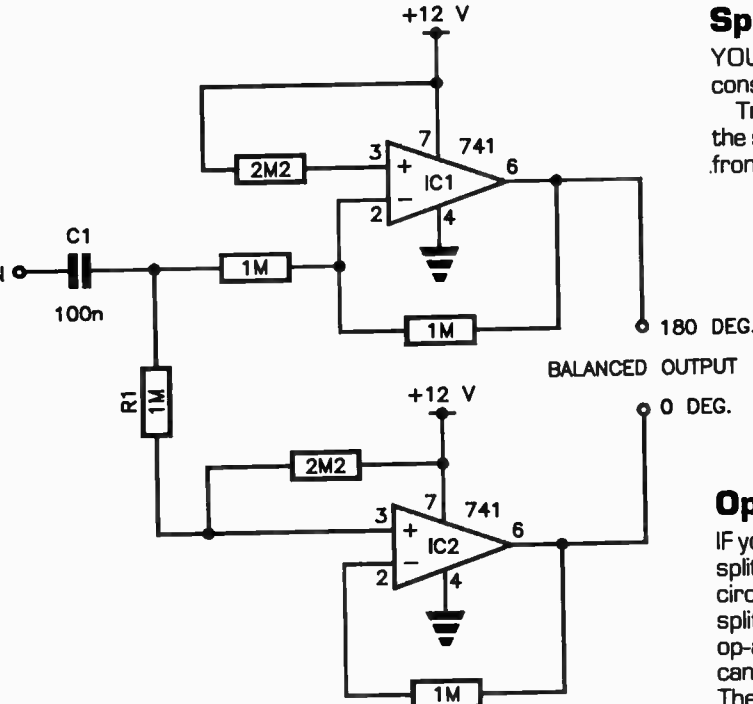 +12 V
2M2
3
+
7
741
IC1
6
−
2
4
C1
100n
1M
1M
180 DEG.
BALANCED OUTPUT
0 DEG.
R1
1M
+12 V
2M2
3
+
7
741
IC2
6
−
2
4
1M
Sp
YOU
cons
Tr
the s
fron
Op
IF yo
split
circ
split
op-a
can
The